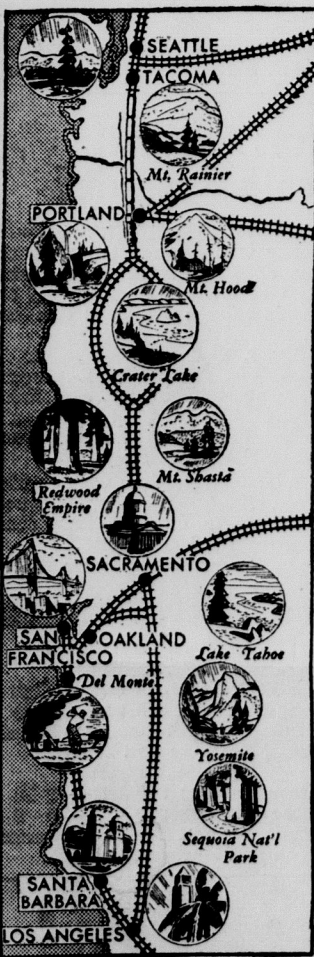 SEATTLE
TACOMA
Mt. Rainier
PORTLAND
Mt. Hood
Crater Lake
Redwood
Empire
Mt. Shasta
SACRAMENTO
SAN
FRANCISCO
OAKLAND
Lake Tahoe
Del Monte
Yosemite
Sequoia Nat'l
Park
SANTA
BARBARA
LOS ANGELES